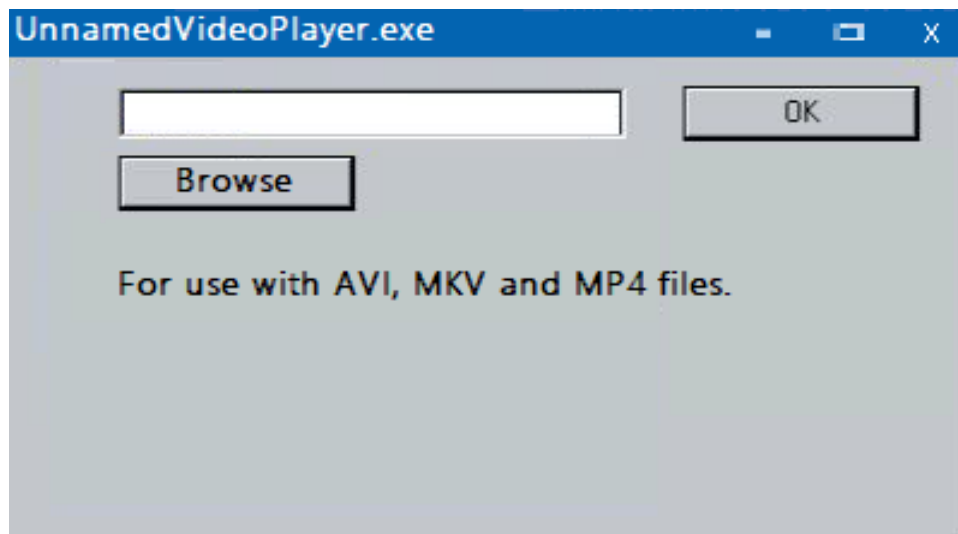 UnnamedVideoPlayer.exe
OK
Browse
For use with AVI, MKV and MP4 files.